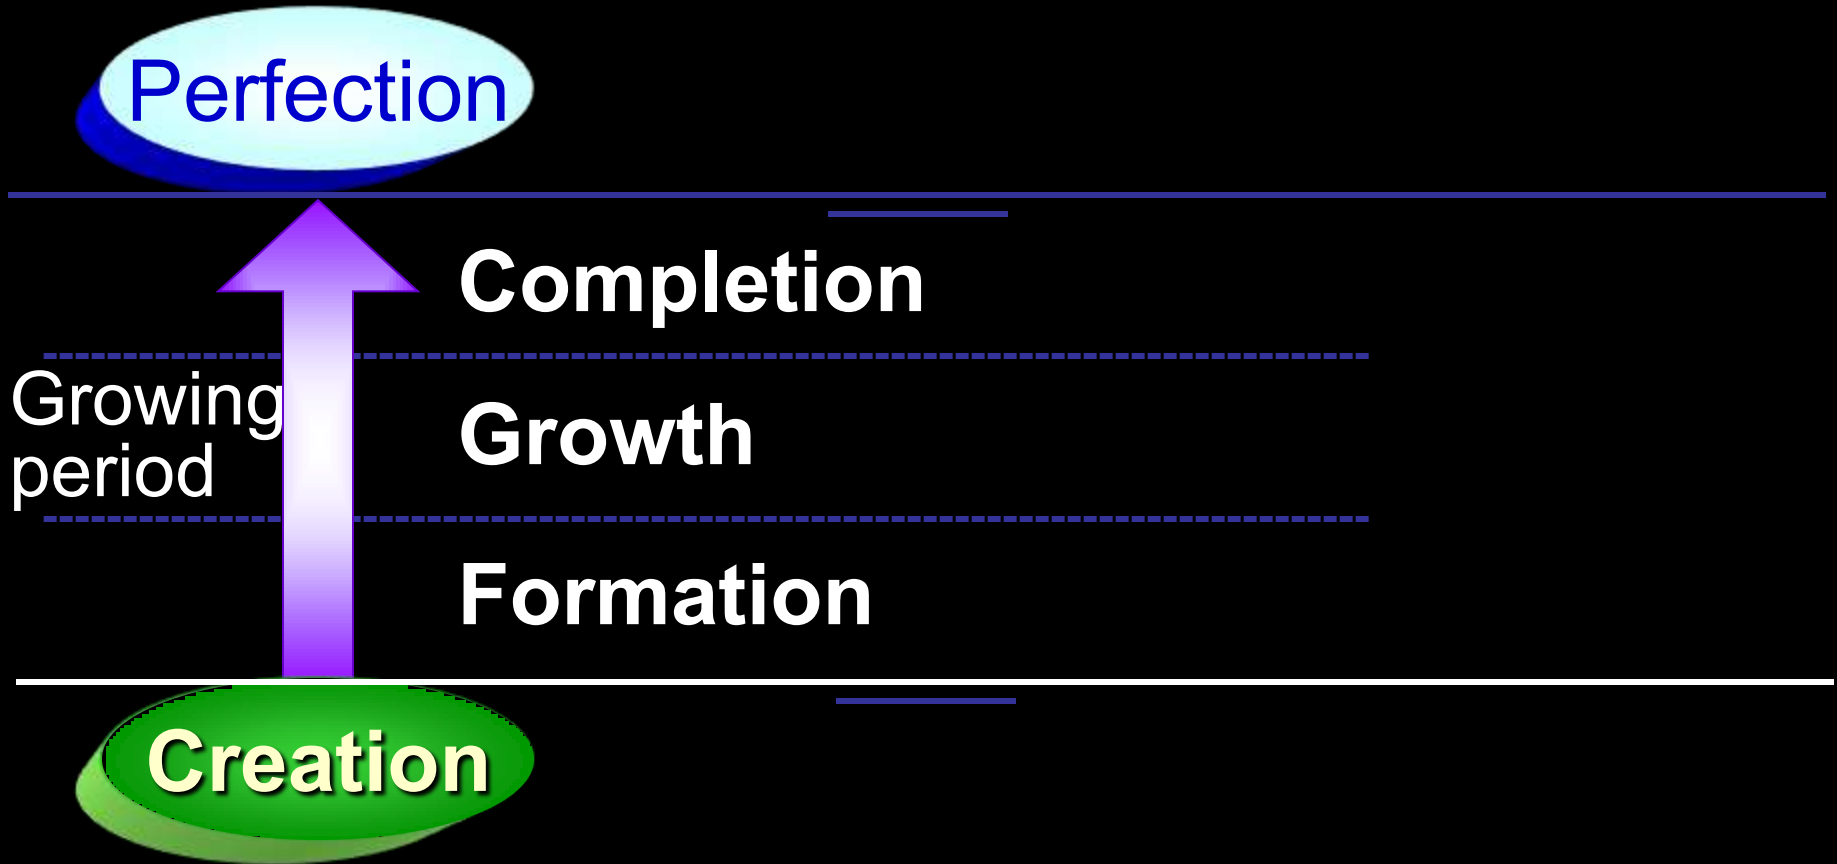 Perfection
Completion
Growing
period
Growth
Formation
Creation